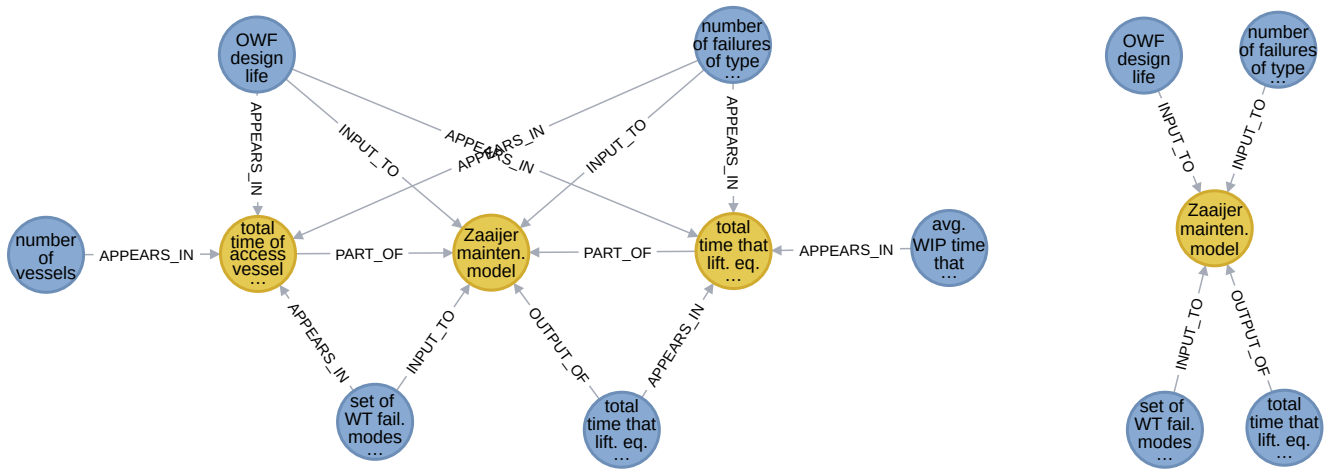 OWF
design
life
number
of failures
of type
...
OWF
design
life
number
of failures
of type
...
APPEARS_IN
INPUT_TO
APPEARS_IN
APPEARS_IN
INPUT_TO
APPEARS_IN
INPUT_TO
INPUT_TO
number
of
vessels
APPEARS_IN
total
time of
access
vessel
...
PART_OF
Zaaijer
mainten.
model
PART_OF
total
time that
lift. eq.
...
APPEARS_IN
avg.
WIP time
that
...
Zaaijer
mainten.
model
APPEARS_IN
INPUT_TO
OUTPUT_OF
APPEARS_IN
INPUT_TO
OUTPUT_OF
set of
WT fail.
modes
...
total
time that
lift. eq.
...
set of
WT fail.
modes
...
total
time that
lift. eq.
...